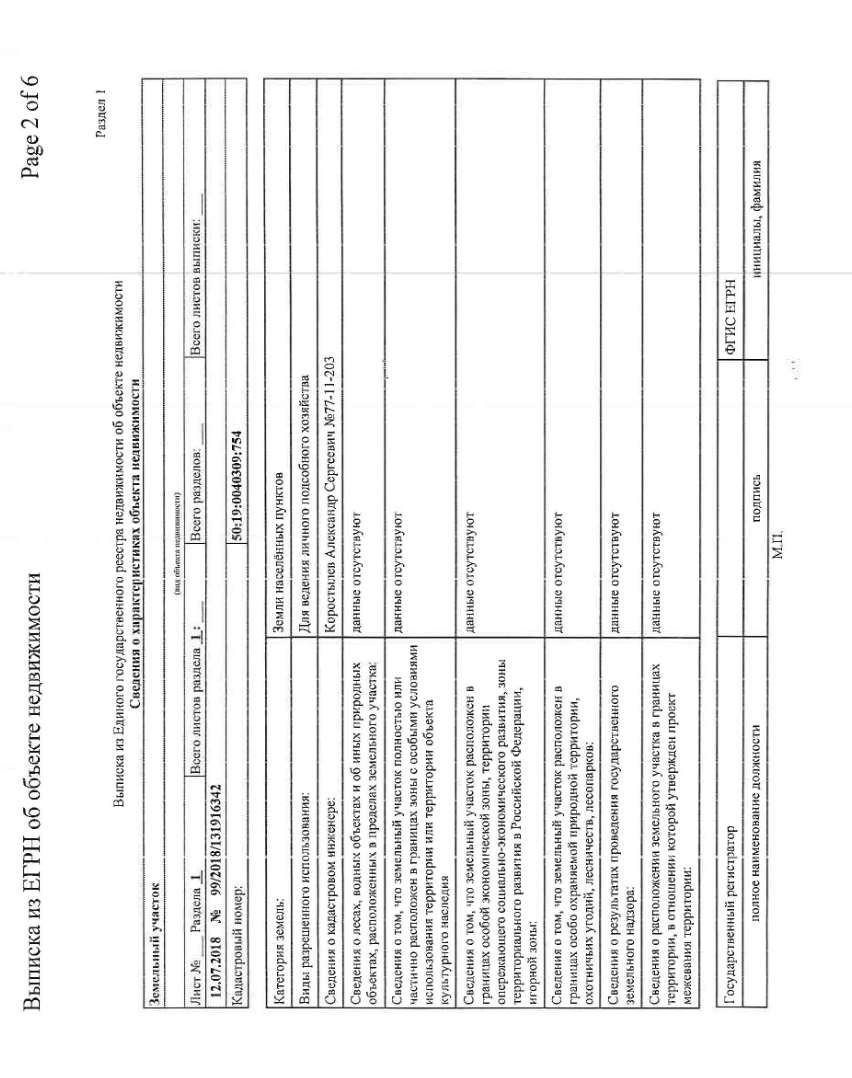 Выписка из ЕГРН об объекте недвижимости
Page 2 of 6
Раздел 1
Выписка из Единого государственного реестра недвижимости об объекте недвижимости
Сведения о характеристиках объекта недвижимости
Земельный участок
(вид объекта недвижимости)
Лист № ___ Раздела 1
Всего листов раздела 1 : ___
Всего разделов: ___
Всего листов выписки: ___
12.07.2018 № 99/2018/131916342
Кадастровый номер:
50:19:0040309:754
Категория земель:
Земли населённых пунктов
Виды разрешенного использования:
Для ведения личного подсобного хозяйства
Сведения о кадастровом инженере:
Коростылев Александр Сергеевич №77-11-203
Сведения о лесах, водных объектах и об иных природных
объектах, расположенных в пределах земельного участка:
данные отсутствуют
Сведения о том, что земельный участок полностью или
частично расположен в границах зоны с особыми условиями
использования территории или территории объекта
культурного наследия
данные отсутствуют
Сведения о том, что земельный участок расположен в
границах особой экономической зоны, территории
опережающего социально-экономического развития, зоны
территориального развития в Российской Федерации,
игорной зоны:
данные отсутствуют
Сведения о том, что земельный участок расположен в
границах особо охраняемой природной территории,
охотничьих угодий, лесничеств, лесопарков:
данные отсутствуют
Сведения о результатах проведения государственного
земельного надзора:
данные отсутствуют
Сведения о расположении земельного участка в границах
территории, в отношении которой утвержден проект
межевания территории:
данные отсутствуют
Государственный регистратор
ФГИС ЕГРН
полное наименование должности
подпись
инициалы, фамилия
М.П.